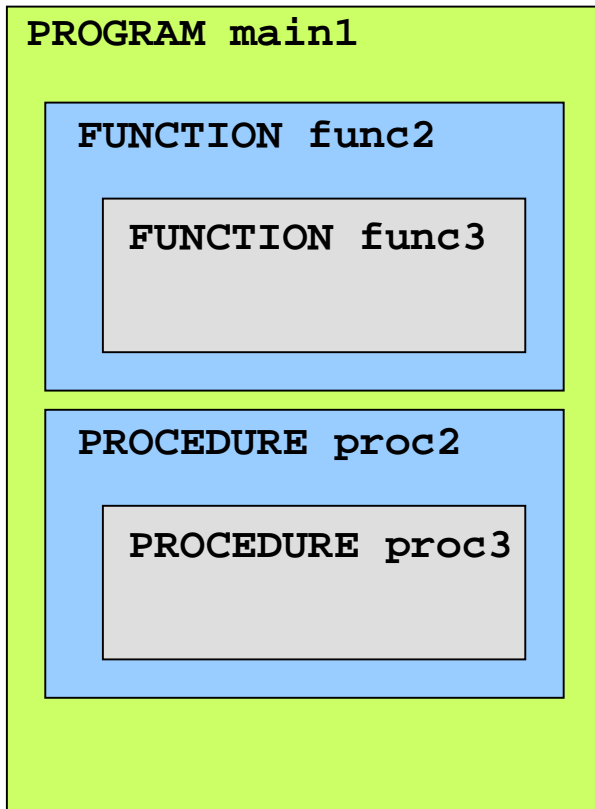 PROGRAM main1
FUNCTION func2
FUNCTION func3
PROCEDURE proc2
PROCEDURE proc3